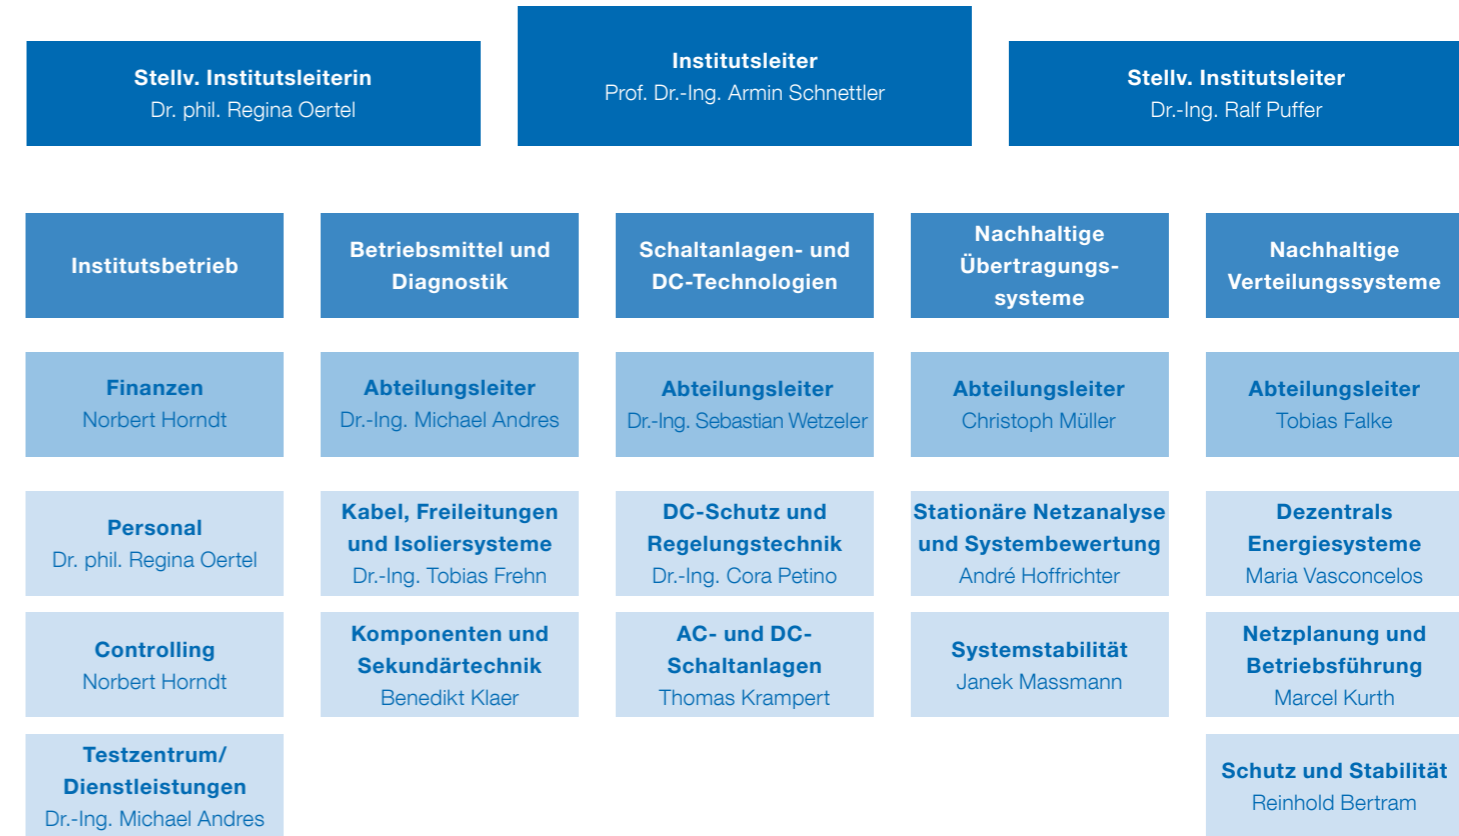 Stellv. Institutsleiterin
Dr. phil. Regina Oertel
Institutsleiter
Prof. Dr.-Ing. Armin Schnettler
Stellv. Institutsleiter
Dr.-Ing. Ralf Puffer
Institutsbetrieb
Betriebsmittel und
Diagnostik
Schaltanlagen- und
DC-Technologien
Nachhaltige
Übertragungs-
systeme
Nachhaltige
Verteilungssysteme
Finanzen
Norbert Horndt
Abteilungsleiter
Dr.-Ing. Michael Andres
Abteilungsleiter
Dr.-Ing. Sebastian Wetzeler
Abteilungsleiter
Christoph Müller
Abteilungsleiter
Tobias Falke
Personal
Dr. phil. Regina Oertel
Kabel, Freileitungen
und Isoliersysteme
Dr.-Ing. Tobias Frehn
DC-Schutz und
Regelungstechnik
Dr.-Ing. Cora Petino
Stationäre Netzanalyse
und Systembewertung
André Hoffrichter
Dezentrals
Energiesysteme
Maria Vasconcelos
Controlling
Norbert Horndt
Komponenten und
Sekundärtechnik
Benedikt Klaer
AC- und DC-
Schaltanlagen
Thomas Krampert
Systemstabilität
Janek Massmann
Netzplanung und
Betriebsführung
Marcel Kurth
Testzentrum/
Dienstleistungen
Dr.-Ing. Michael Andres
Schutz und Stabilität
Reinhold Bertram